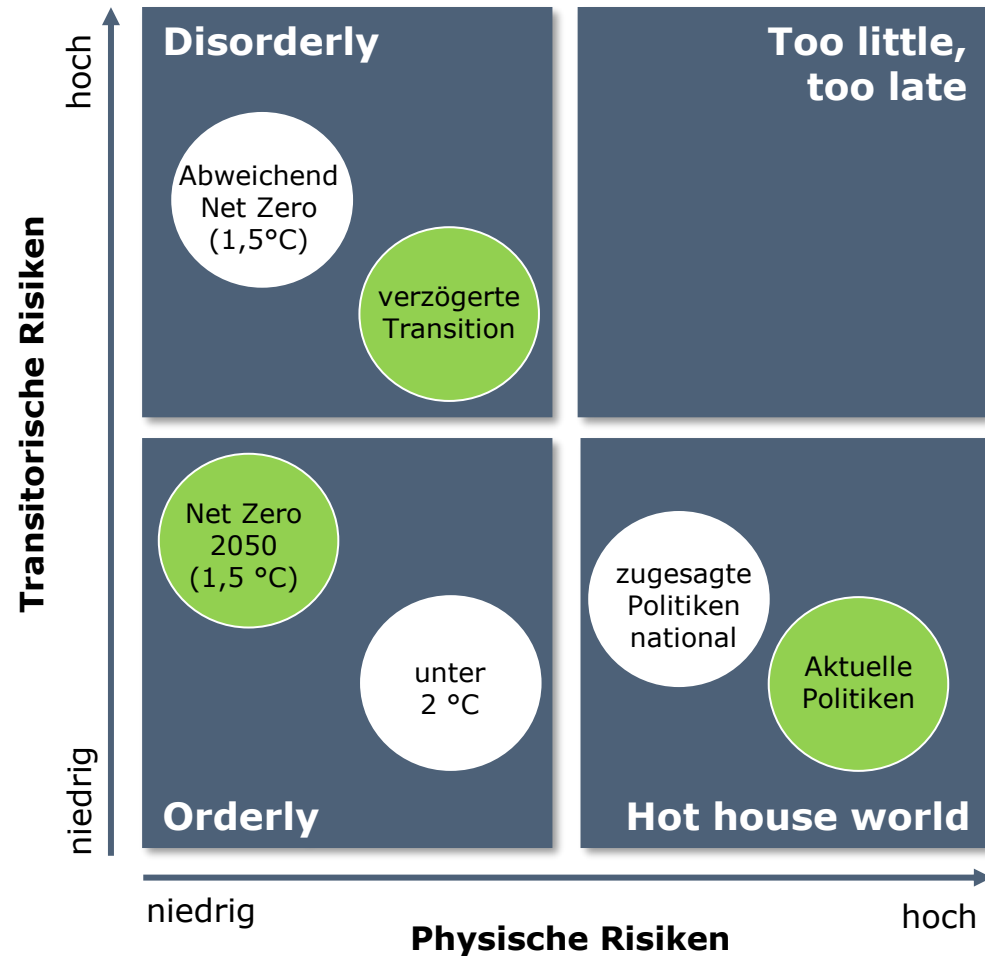 Disorderly
Too little,
too late
hoch
Abweichend
Net Zero
(1,5°C)
verzögerte
Transition
Transitorische Risiken
Net Zero
2050
(1,5 °C)
unter
2 °C
zugesagte
Politiken
national
Aktuelle
Politiken
niedrig
Orderly
Hot house world
niedrig
hoch
Physische Risiken